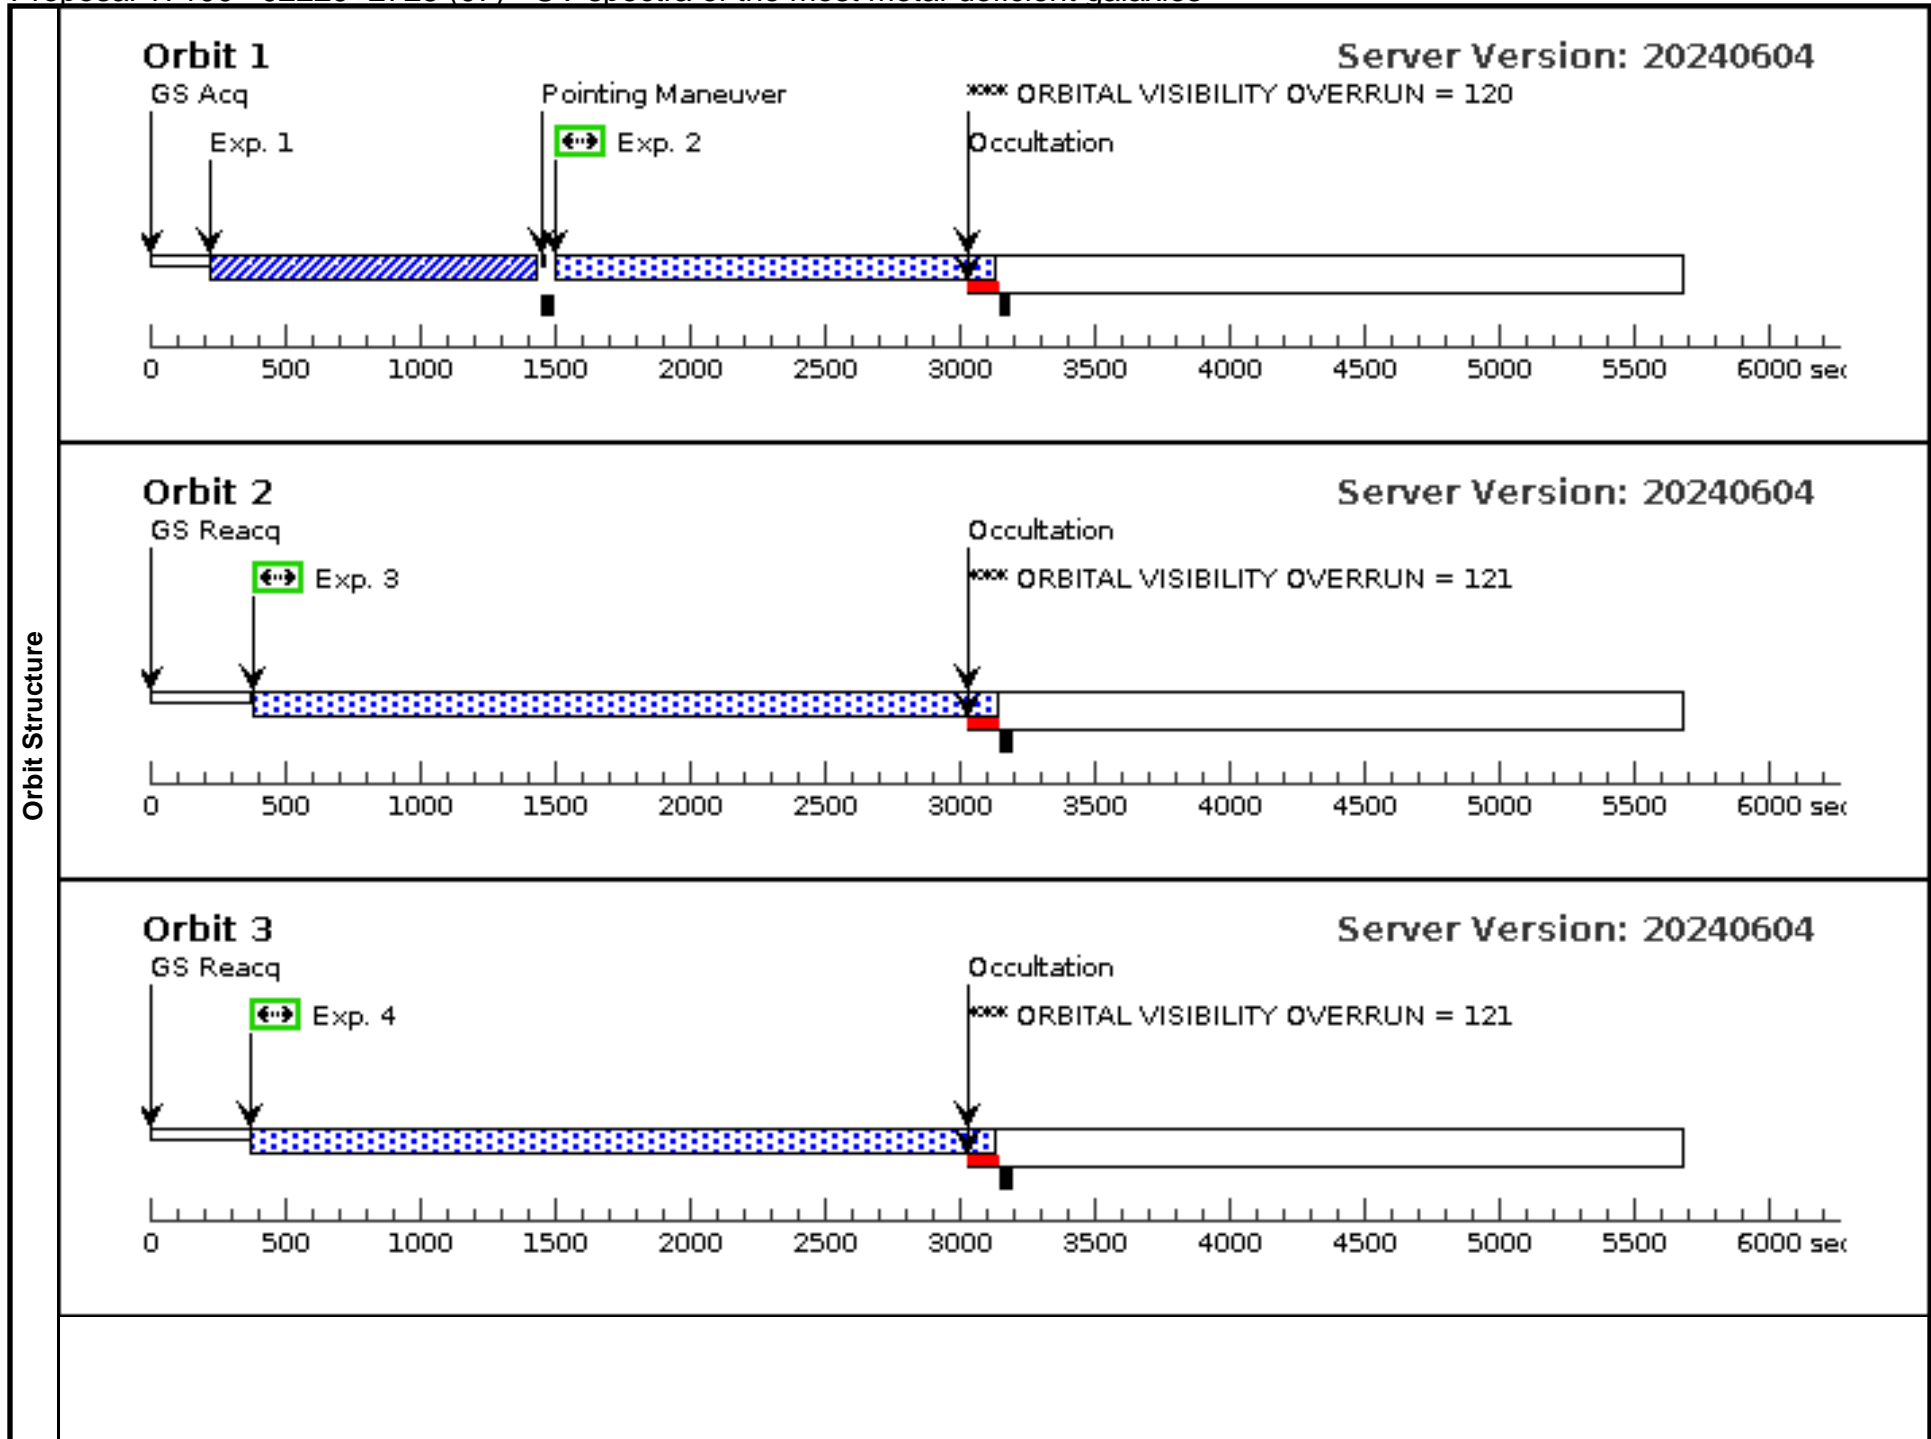 Orbit Structure
Orbit 1 Server Version: 20240604
GS Acq Pointing Maneuver *** ORBITAL VISIBILITY OVERRUN = 120
Exp. 1 Exp. 2 Occultation
0 500 1000 1500 2000 2500 3000 3500 4000 4500 5000 5500 6000
Orbit 2 Server Version: 20240604
GS Reacq Occultation
Exp. 3 *** ORBITAL VISIBILITY OVERRUN = 121
0 500 1000 1500 2000 2500 3000 3500 4000 4500 5000 5500 6000
Orbit 3 Server Version: 20240604
GS Reacq Occultation
Exp. 4 *** ORBITAL VISIBILITY OVERRUN = 121
0 500 1000 1500 2000 2500 3000 3500 4000 4500 5000 5500 6000